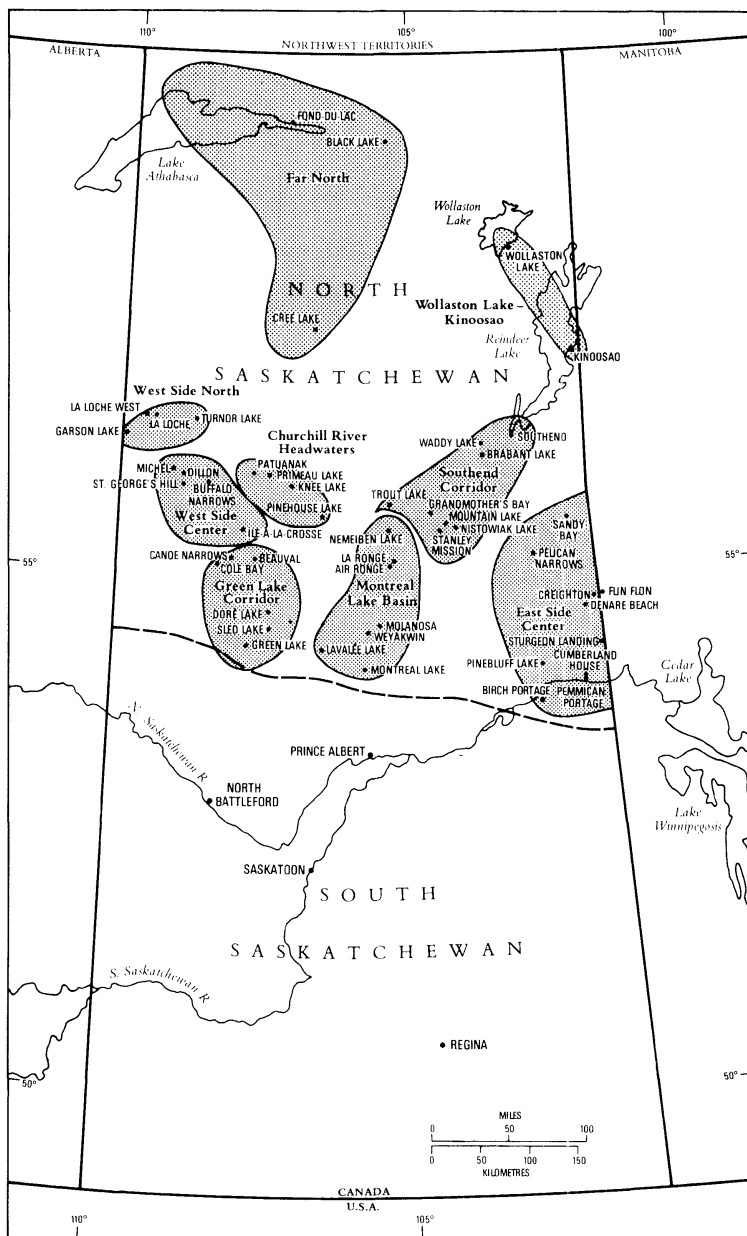 110°
105°
100°
ALBERTA
NORTHWEST TERRITORIES
MANITOBA
FOND-DU-LAC
BLACK LAKE
Lake
Athabasca
Far North
Wollaston
Lake
WOLLASTON
LAKE
NORTH
CREE LAKE
Wollaston Lake –
Kinoosao
Reindeer
Lake
KINOOSAO
SASKATCHEWAN
West Side North
LA LOCHE WEST
LA LOCHE
TURNOR LAKE
GARSON LAKE
Churchill River
Headwaters
WADDY LAKE
SOUTHEND
BRABANT LAKE
MICHEL
DILLON
PATUANAK
PRIMEAU LAKE
Southend
Corridor
ST. GEORGE'S HILL
BUFFALO
NARROWS
KNEE LAKE
TROUT LAKE
GRANDMOTHER'S BAY
West Side
Center
PINEHOUSE LAKE
MOUNTAIN LAKE
SANDY
BAY
ILE-A-LA-CROSSE
NEMEIBEN LAKE
NISTOWIAK LAKE
STANLEY
MISSION
55°
55°
CANOE NARROWS
BEAUVAL
COLE BAY
LA RONGE
AIR RONGE
PELICAN
NARROWS
Green Lake
Corridor
Montreal
Lake Basin
CREIGHTON
FLIN FLON
DENARE BEACH
DORÉ LAKE
East Side
Center
SLED LAKE
MOLANOSA
WEYAKWIN
STURGEON LANDING
GREEN LAKE
LAVALÉE LAKE
CUMBERLAND
HOUSE
MONTREAL LAKE
PINEBLUFF LAKE
Cedar
Lake
BIRCH PORTAGE
PEMMICAN
PORTAGE
N. Saskatchewan R.
PRINCE ALBERT
NORTH
BATTLEFORD
Lake
Winnipegosis
SASKATOON
SOUTH
SASKATCHEWAN
S. Saskatchewan R.
REGINA
50°
50°
MILES
0 50 100
0 50 100 150
KILOMETRES
CANADA
U.S.A.
110°
105°
100°